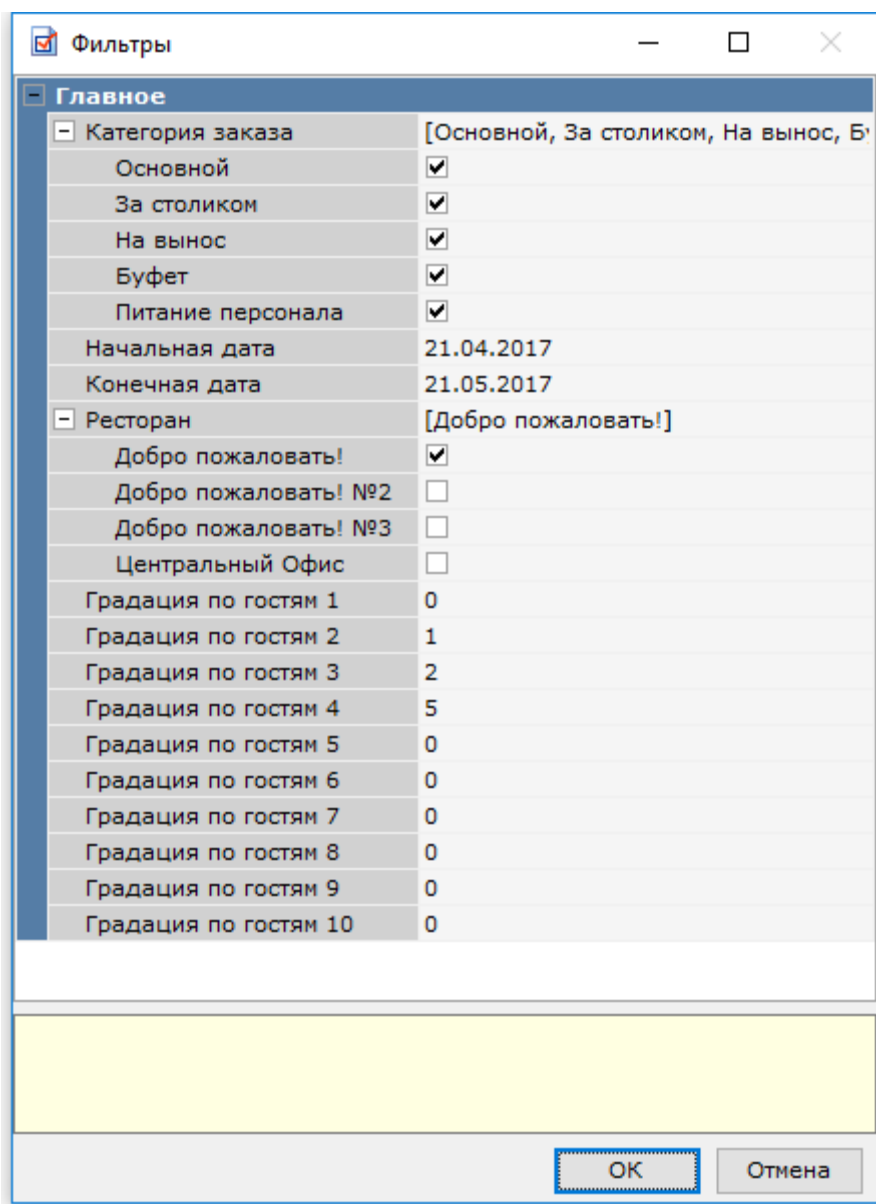 Фильтры
Главное
Категория заказа [Основной, За столиком, На вынос, Бу
Основной
За столиком
На вынос
Буфет
Питание персонала
Начальная дата 21.04.2017
Конечная дата 21.05.2017
Ресторан [Добро пожаловать!]
Добро пожаловать!
Добро пожаловать! №2
Добро пожаловать! №3
Центральный Офис
Градация по гостям 1 0
Градация по гостям 2 1
Градация по гостям 3 2
Градация по гостям 4 5
Градация по гостям 5 0
Градация по гостям 6 0
Градация по гостям 7 0
Градация по гостям 8 0
Градация по гостям 9 0
Градация по гостям 10 0
ОК Отмена